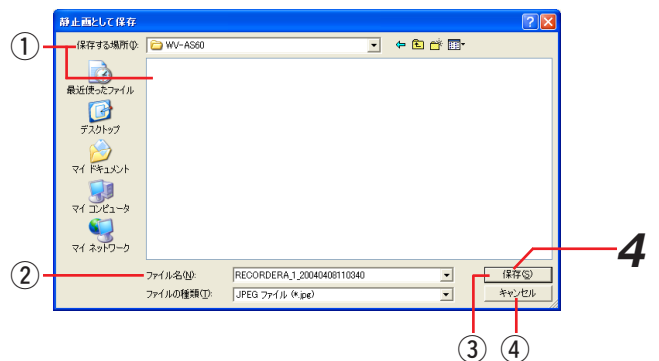 静止画として保存
①
保存する場所(I):
WV-AS60
最近使ったファイル
デスクトップ
マイ ドキュメント
マイ コンピュータ
マイ ネットワーク
②
ファイル名(N):
RECORDERA_1_20040408110340
保存(S)
4
ファイルの種類(T):
JPEG ファイル (*.jpg)
キャンセル
③
④